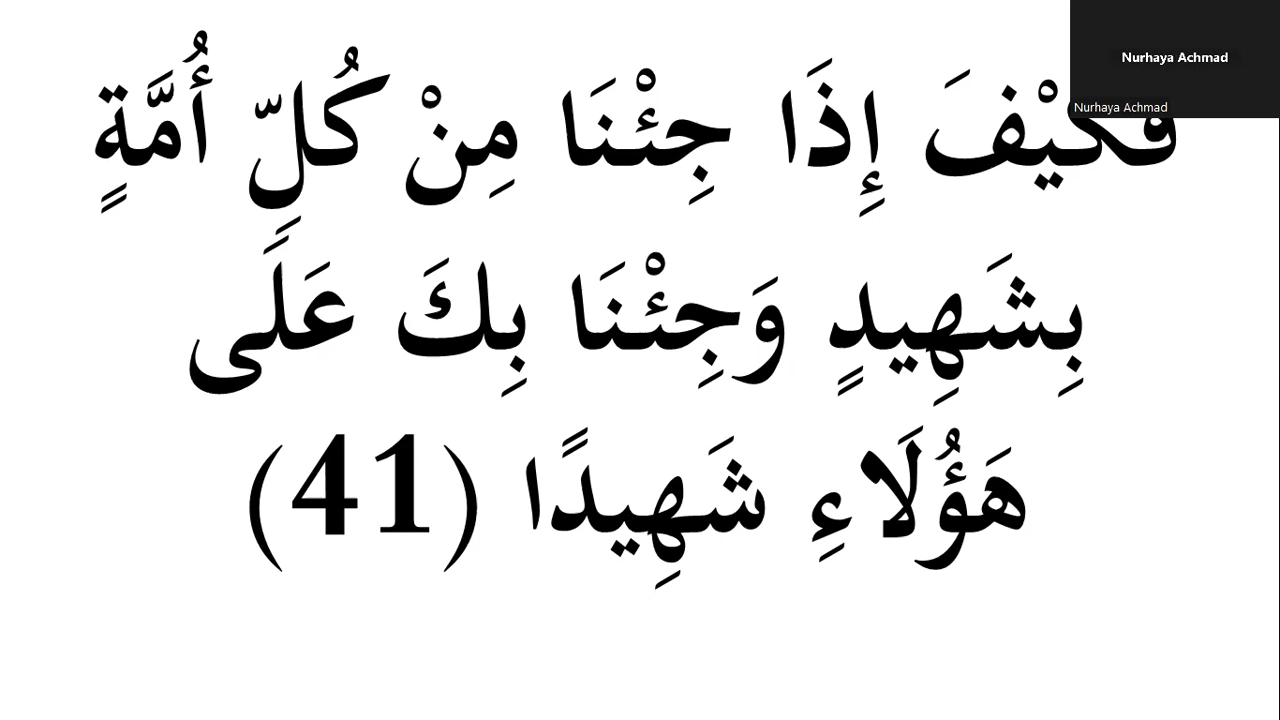 Nurhaya Achmad
Nurhaya Achmad
فَكَيْفَ إِذَا جِئْنَا مِنْ كُلِّ أُمَّةٍ
بِشَهِيدٍ وَجِئْنَا بِكَ عَلَى
هَؤُلَاءِ شَهِيدًا (41)